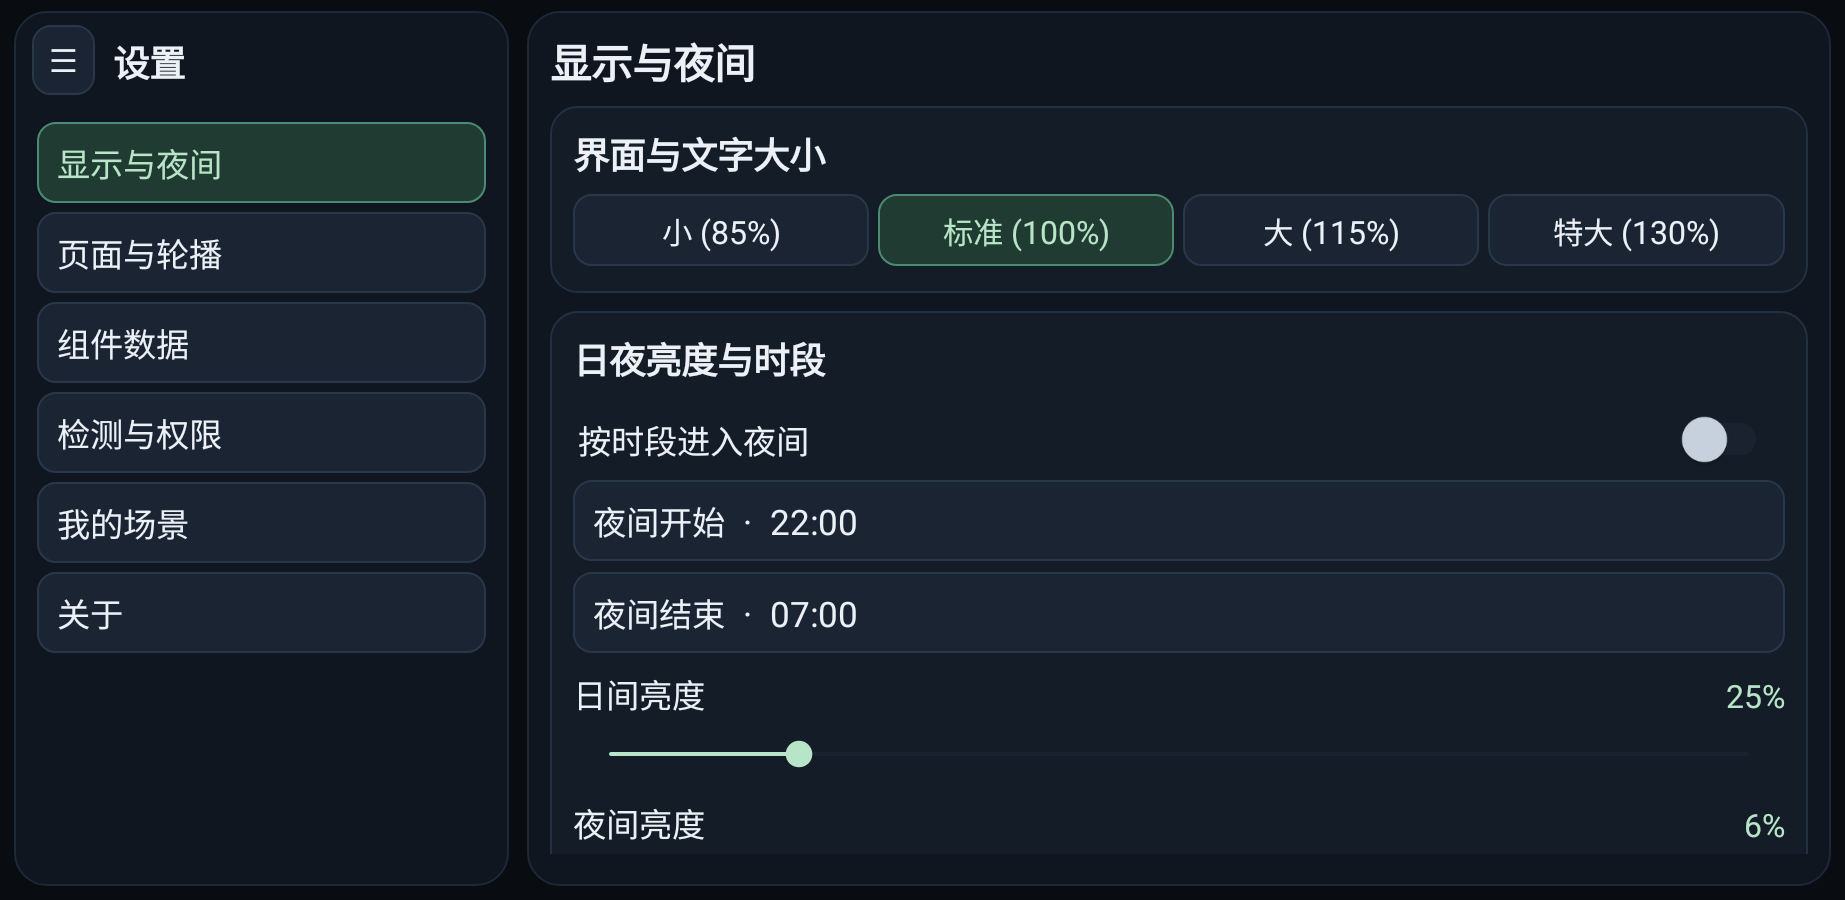 ☰ 设置
显示与夜间
页面与轮播
组件数据
检测与权限
我的场景
关于
显示与夜间
界面与文字大小
小 (85%)
标准 (100%)
大 (115%)
特大 (130%)
日夜亮度与时段
按时段进入夜间
夜间开始 · 22:00
夜间结束 · 07:00
日间亮度 25%
夜间亮度 6%